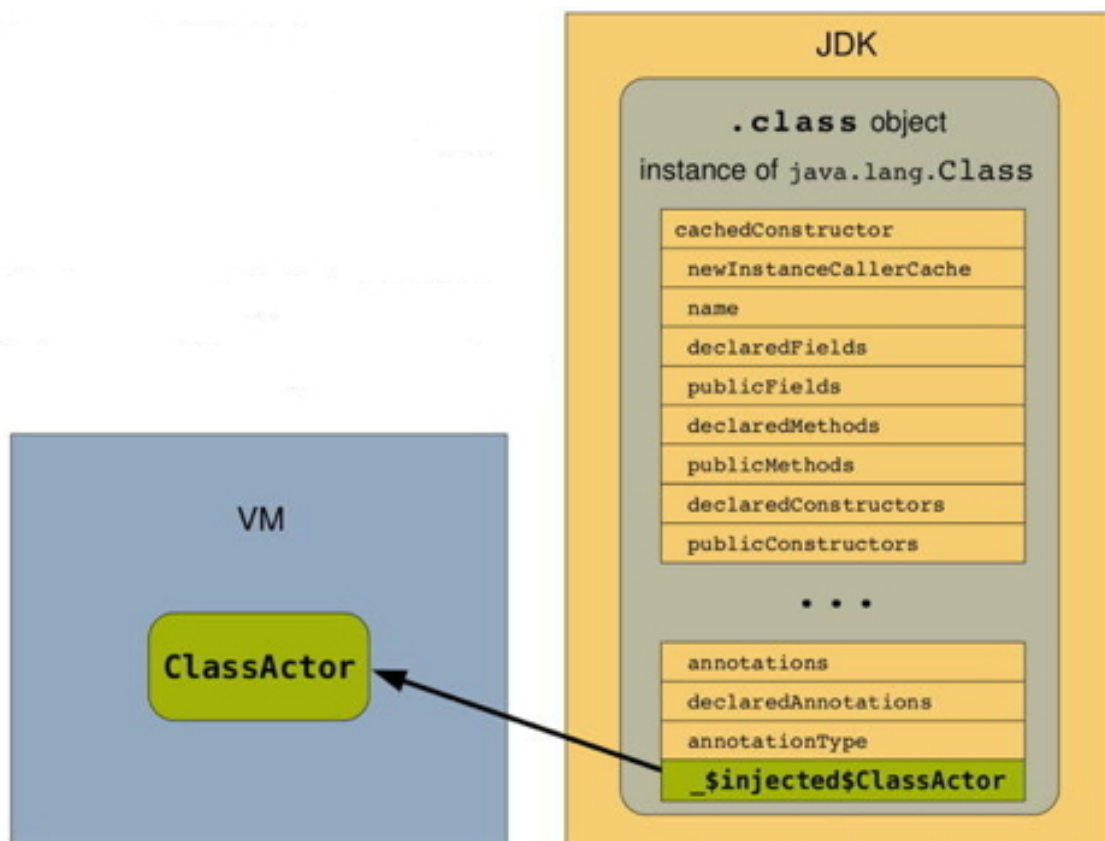 JDK
.class object
instance of java.lang.Class
cachedConstructor
newInstanceCallerCache
name
declaredFields
publicFields
declaredMethods
publicMethods
declaredConstructors
publicConstructors
...
annotations
declaredAnnotations
annotationType
_$injected$ClassActor
VM
ClassActor